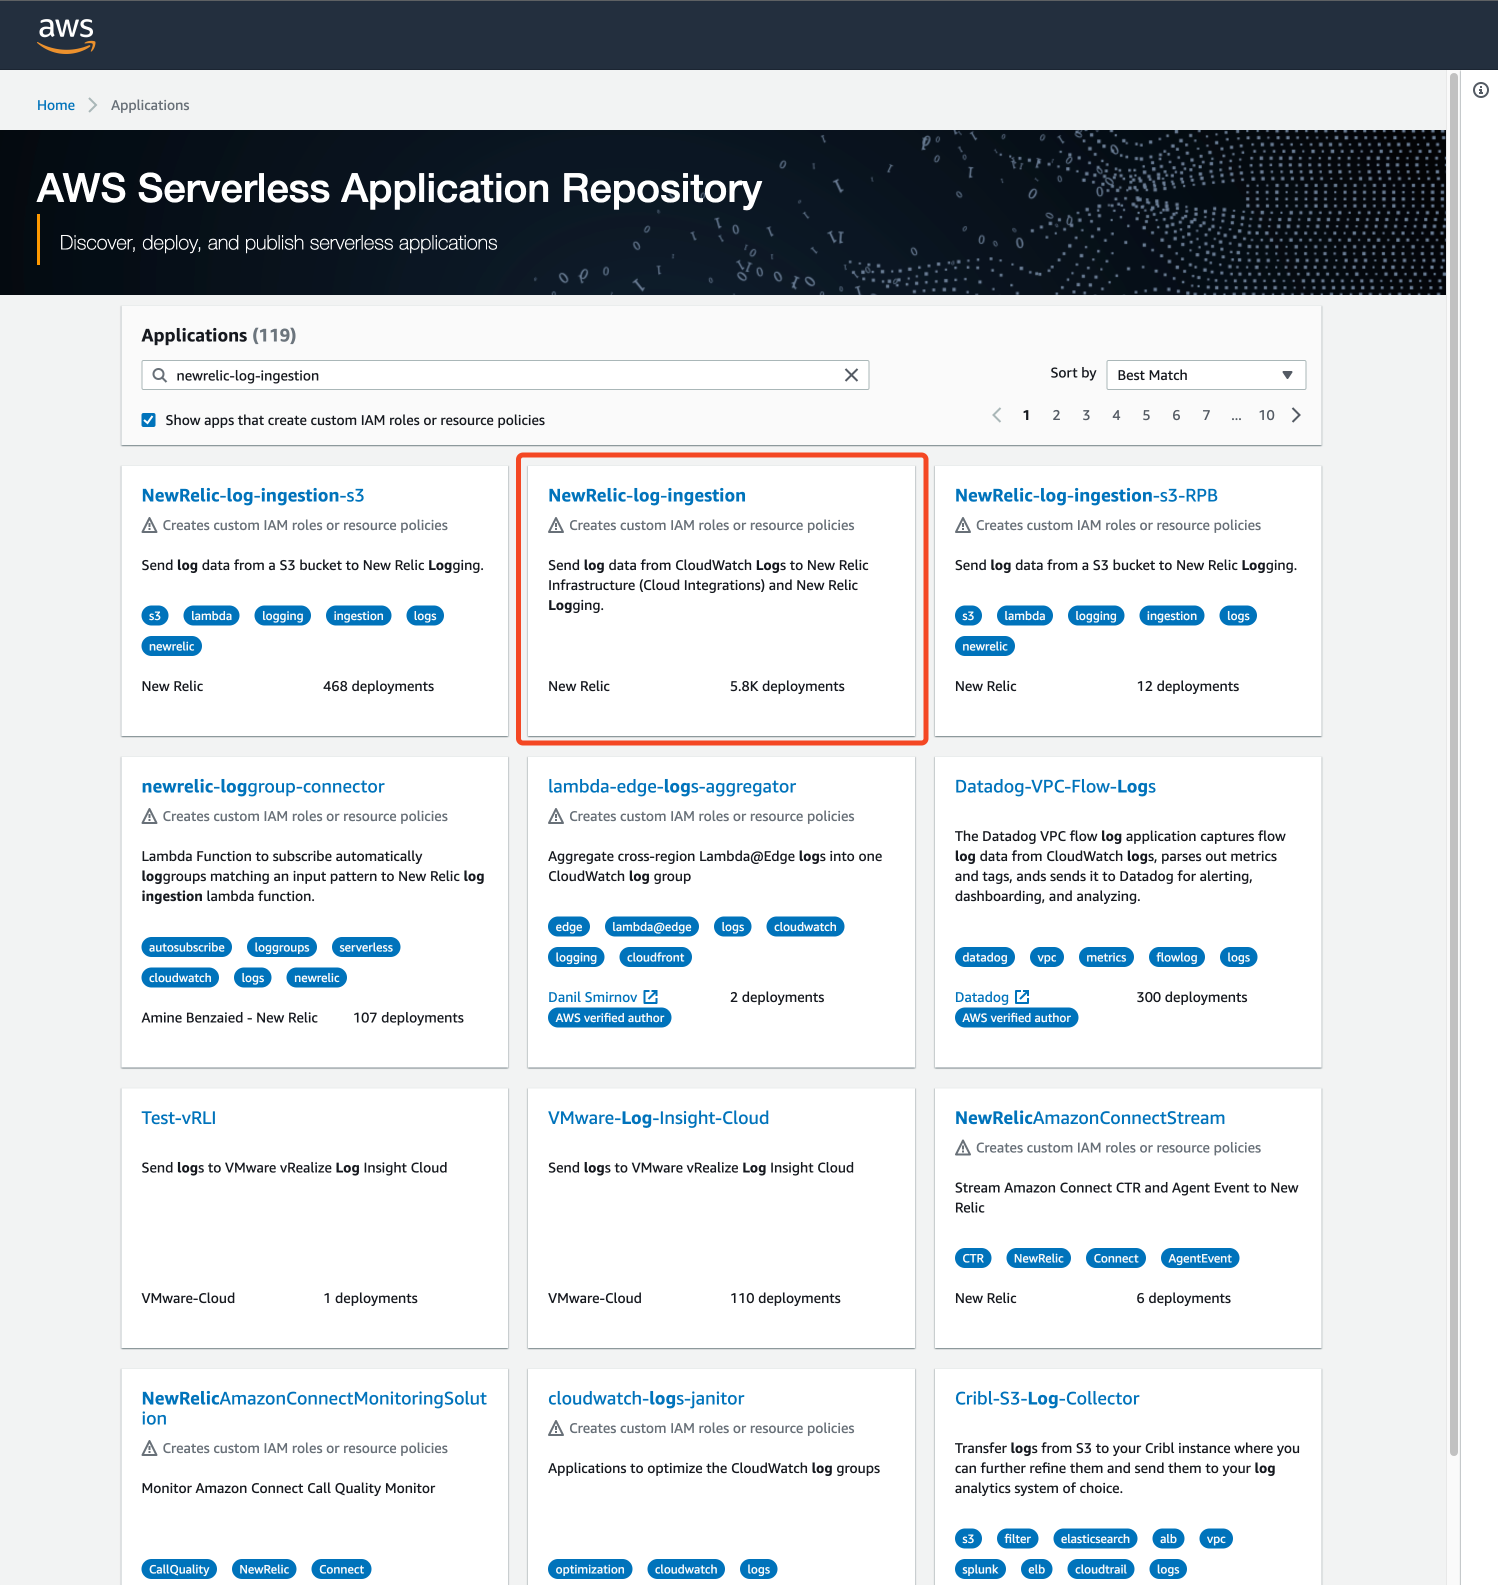 aws
Home
Applications
AWS Serverless Application Repository
Discover, deploy, and publish serverless applications
Applications (119)
newrelic-log-ingestion
Sort by
Best Match
Show apps that create custom IAM roles or resource policies
1 2 3 4 5 6 7 ... 10
NewRelic-log-ingestion-s3
Creates custom IAM roles or resource policies
Send log data from a S3 bucket to New Relic Logging.
s3 lambda logging ingestion logs
newrelic
New Relic 468 deployments
NewRelic-log-ingestion
Creates custom IAM roles or resource policies
Send log data from CloudWatch Logs to New Relic
Infrastructure (Cloud Integrations) and New Relic
Logging.
New Relic 5.8K deployments
NewRelic-log-ingestion-s3-RPB
Creates custom IAM roles or resource policies
Send log data from a S3 bucket to New Relic Logging.
s3 lambda logging ingestion logs
newrelic
New Relic 12 deployments
newrelic-loggroup-connector
Creates custom IAM roles or resource policies
Lambda Function to subscribe automatically
loggroups matching an input pattern to New Relic log
ingestion lambda function.
autosubscribe loggroups serverless
cloudwatch logs newrelic
Amine Benzaied - New Relic 107 deployments
lambda-edge-logs-aggregator
Creates custom IAM roles or resource policies
Aggregate cross-region Lambda@Edge logs into one
CloudWatch log group
edge lambda@edge logs cloudwatch
logging cloudfront
Danil Smirnov 2 deployments
AWS verified author
Datadog-VPC-Flow-Logs
The Datadog VPC flow log application captures flow
log data from CloudWatch logs, parses out metrics
and tags, ands sends it to Datadog for alerting,
dashboarding, and analyzing.
datadog vpc metrics flowlog logs
Datadog 300 deployments
AWS verified author
Test-vRLI
Send logs to VMware vRealize Log Insight Cloud
VMware-Cloud 1 deployments
VMware-Log-Insight-Cloud
Send logs to VMware vRealize Log Insight Cloud
VMware-Cloud 110 deployments
NewRelicAmazonConnectStream
Creates custom IAM roles or resource policies
Stream Amazon Connect CTR and Agent Event to New
Relic
CTR NewRelic Connect AgentEvent
New Relic 6 deployments
NewRelicAmazonConnectMonitoringSolut
ion
Creates custom IAM roles or resource policies
Monitor Amazon Connect Call Quality Monitor
CallQuality NewRelic Connect
cloudwatch-logs-janitor
Creates custom IAM roles or resource policies
Applications to optimize the CloudWatch log groups
optimization cloudwatch logs
Cribl-S3-Log-Collector
Transfer logs from S3 to your Cribl instance where you
can further refine them and send them to your log
analytics system of choice.
s3 filter elasticsearch alb vpc
splunk elb cloudtrail logs